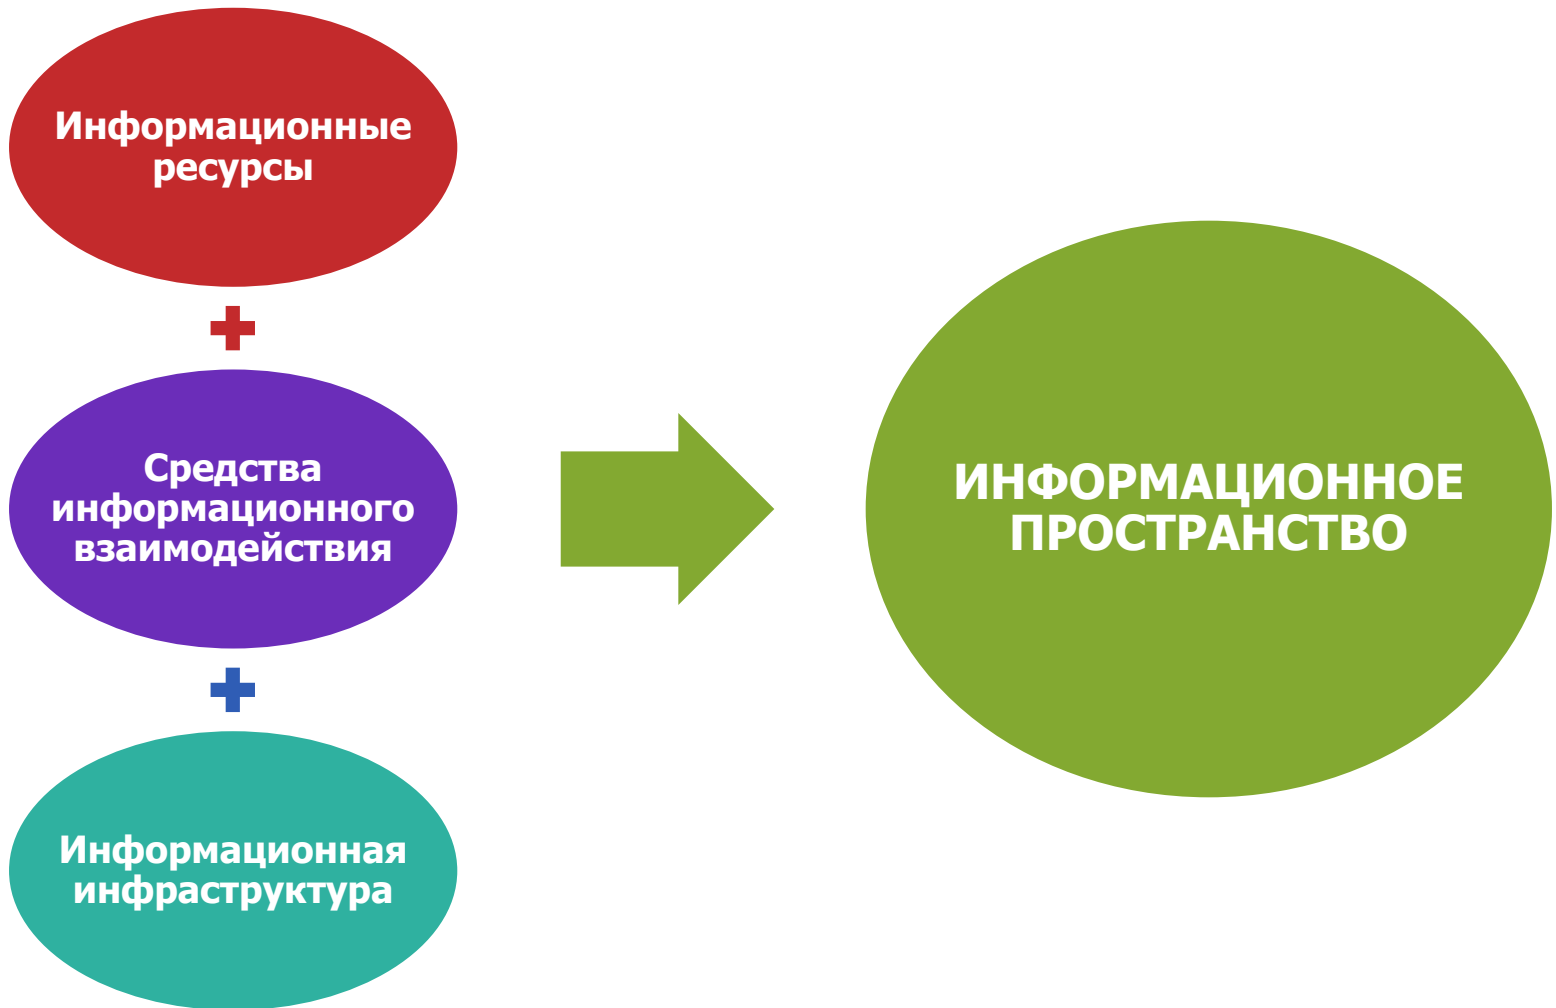 Информационные
ресурсы
Средства
информационного
взаимодействия
Информационная
инфраструктура
ИНФОРМАЦИОННОЕ
ПРОСТРАНСТВО